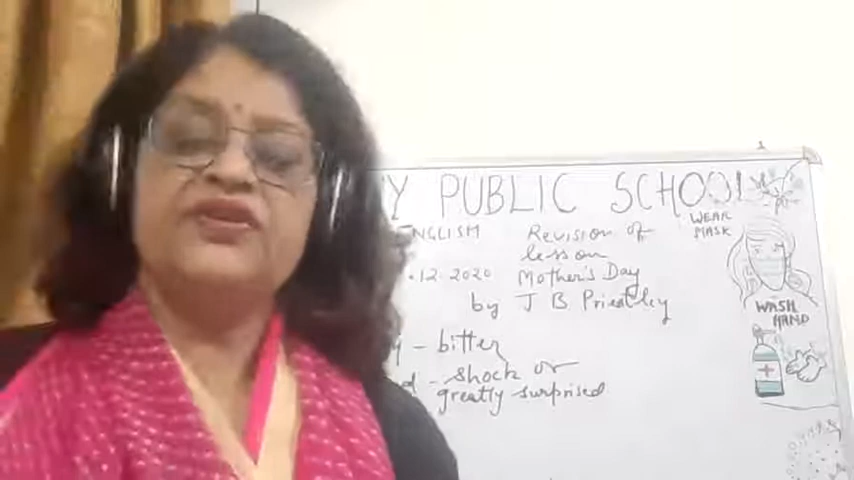 PUBLIC SCHOOL
WEAR
MASK
ENGLISH Revision of
lesson
12.2020 Mother's Day
by J B Priestley
WASH
HAND
- bitter
- shock or
greatly surprised